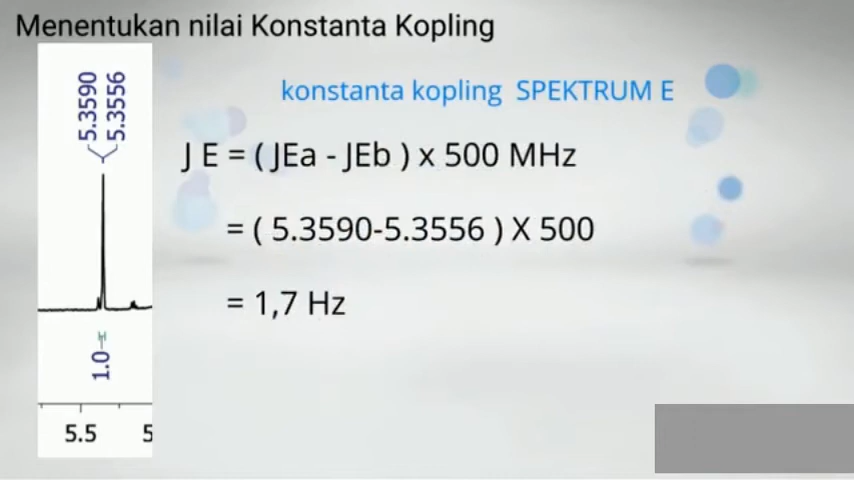 Menentukan nilai Konstanta Kopling
5.3590
5.3556
konstanta kopling SPEKTRUM E
J E = ( JEa - JEb ) x 500 MHz
= ( 5.3590-5.3556 ) X 500
= 1,7 Hz
1.0
5.5
5